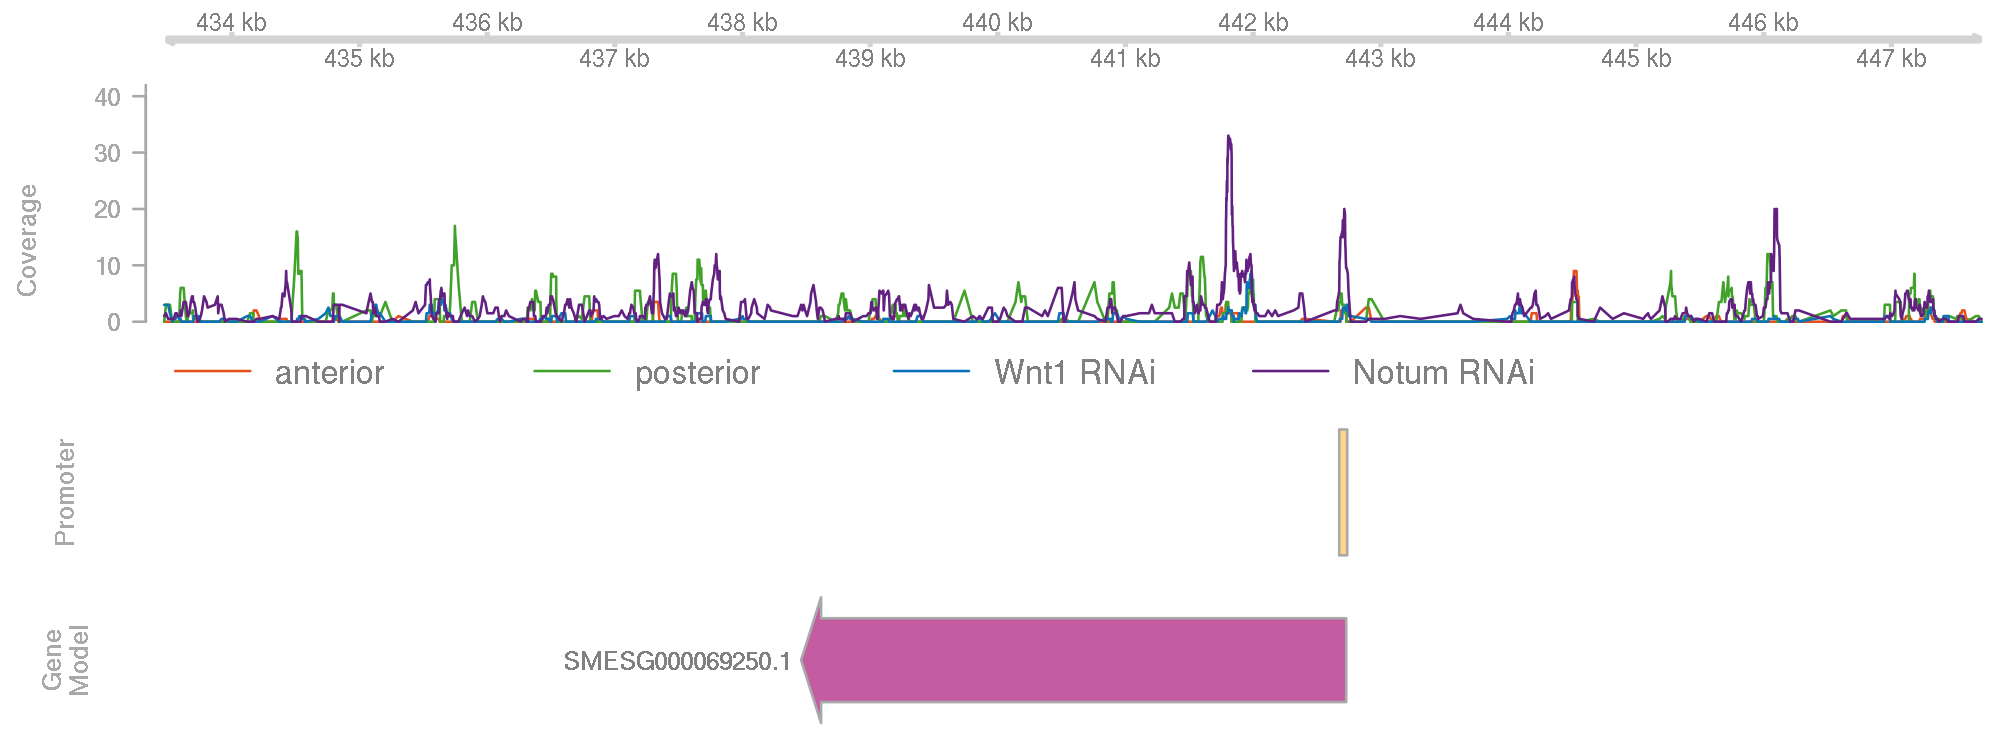 434 kb 436 kb 438 kb 440 kb 442 kb 444 kb 446 kb
435 kb 437 kb 439 kb 441 kb 443 kb 445 kb 447 kb
Coverage
40
30
20
10
0
anterior posterior Wnt1 RNAi Notum RNAi
Promoter
Gene
Model
SMESG000069250.1